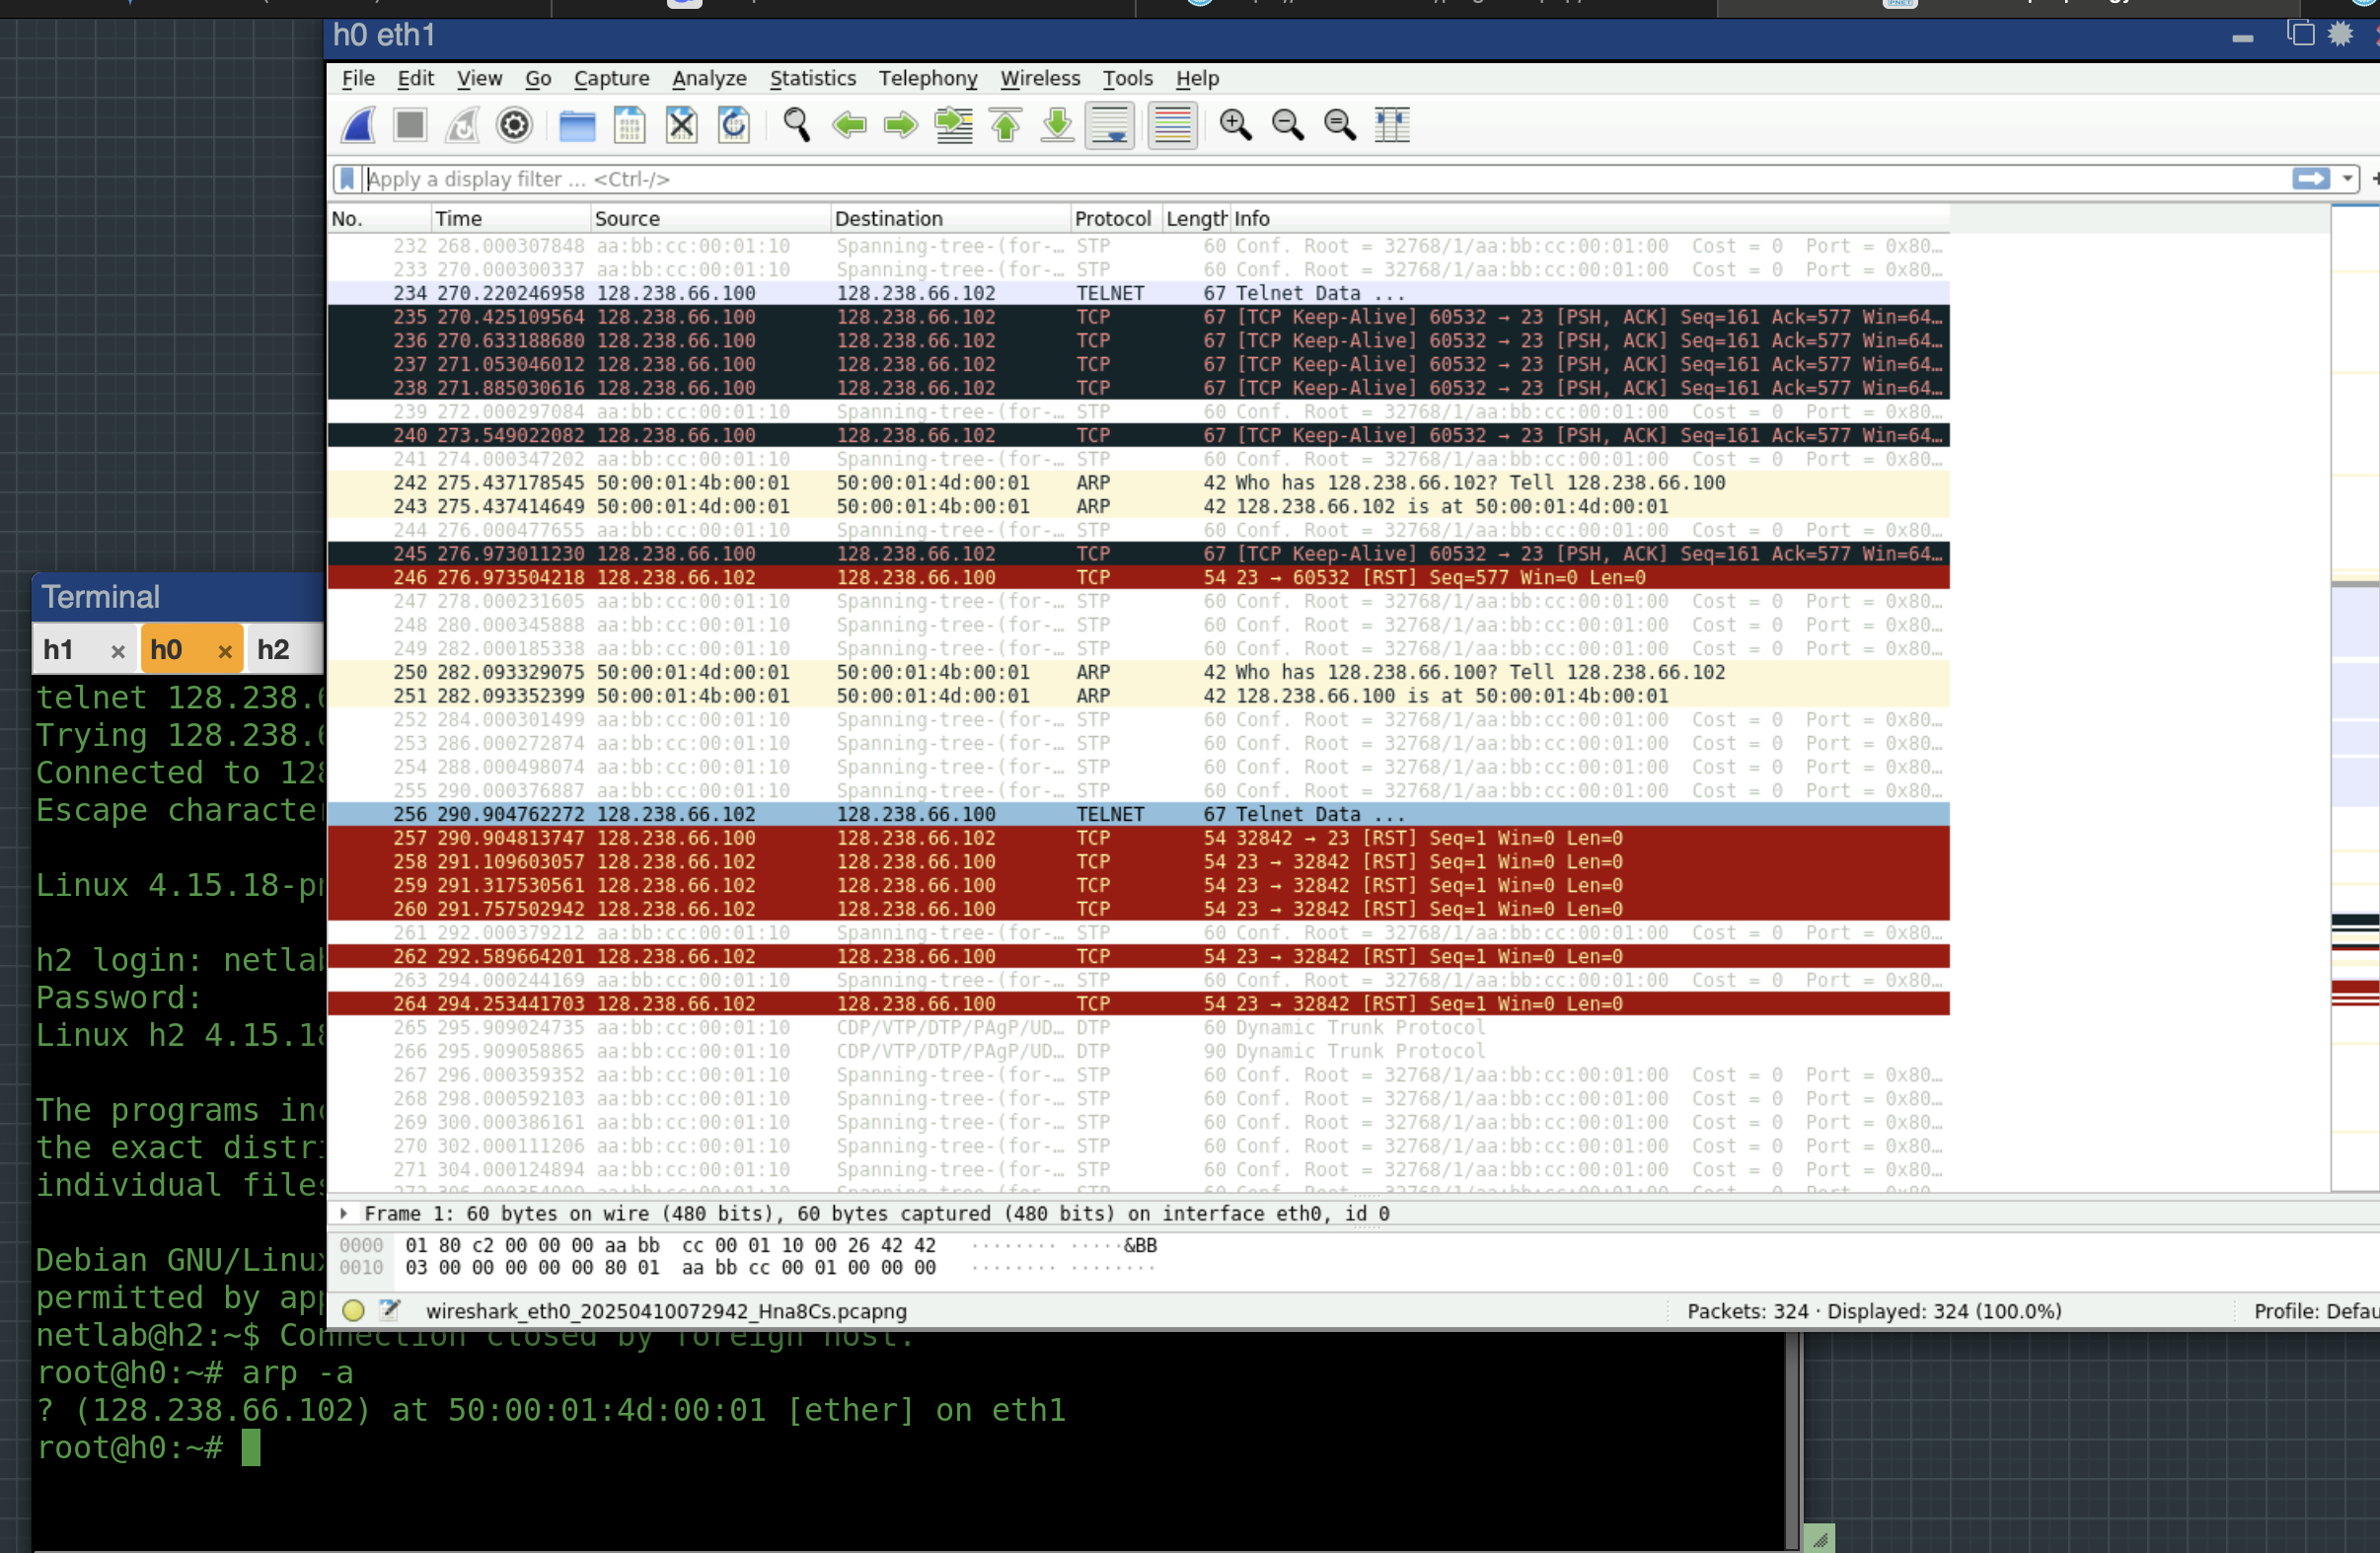 h0 eth1
File Edit View Go Capture Analyze Statistics Telephony Wireless Tools Help
Apply a display filter ... <Ctrl-/>
No. Time Source Destination Protocol Length Info
232 268.000307848 aa:bb:cc:00:01:10 Spanning-tree-(for-… STP 60 Conf. Root = 32768/1/aa:bb:cc:00:01:00 Cost = 0 Port = 0x80…
233 270.000300337 aa:bb:cc:00:01:10 Spanning-tree-(for-… STP 60 Conf. Root = 32768/1/aa:bb:cc:00:01:00 Cost = 0 Port = 0x80…
234 270.220246958 128.238.66.100 128.238.66.102 TELNET 67 Telnet Data ...
235 270.425109564 128.238.66.100 128.238.66.102 TCP 67 [TCP Keep-Alive] 60532 → 23 [PSH, ACK] Seq=161 Ack=577 Win=64…
236 270.633188680 128.238.66.100 128.238.66.102 TCP 67 [TCP Keep-Alive] 60532 → 23 [PSH, ACK] Seq=161 Ack=577 Win=64…
237 271.053046012 128.238.66.100 128.238.66.102 TCP 67 [TCP Keep-Alive] 60532 → 23 [PSH, ACK] Seq=161 Ack=577 Win=64…
238 271.885030616 128.238.66.100 128.238.66.102 TCP 67 [TCP Keep-Alive] 60532 → 23 [PSH, ACK] Seq=161 Ack=577 Win=64…
239 272.000297084 aa:bb:cc:00:01:10 Spanning-tree-(for-… STP 60 Conf. Root = 32768/1/aa:bb:cc:00:01:00 Cost = 0 Port = 0x80…
240 273.549022082 128.238.66.100 128.238.66.102 TCP 67 [TCP Keep-Alive] 60532 → 23 [PSH, ACK] Seq=161 Ack=577 Win=64…
241 274.000347202 aa:bb:cc:00:01:10 Spanning-tree-(for-… STP 60 Conf. Root = 32768/1/aa:bb:cc:00:01:00 Cost = 0 Port = 0x80…
242 275.437178545 50:00:01:4b:00:01 50:00:01:4d:00:01 ARP 42 Who has 128.238.66.102? Tell 128.238.66.100
243 275.437414649 50:00:01:4d:00:01 50:00:01:4b:00:01 ARP 42 128.238.66.102 is at 50:00:01:4d:00:01
244 276.000477655 aa:bb:cc:00:01:10 Spanning-tree-(for-… STP 60 Conf. Root = 32768/1/aa:bb:cc:00:01:00 Cost = 0 Port = 0x80…
245 276.973011230 128.238.66.100 128.238.66.102 TCP 67 [TCP Keep-Alive] 60532 → 23 [PSH, ACK] Seq=161 Ack=577 Win=64…
246 276.973504218 128.238.66.102 128.238.66.100 TCP 54 23 → 60532 [RST] Seq=577 Win=0 Len=0
247 278.000231605 aa:bb:cc:00:01:10 Spanning-tree-(for-… STP 60 Conf. Root = 32768/1/aa:bb:cc:00:01:00 Cost = 0 Port = 0x80…
248 280.000345888 aa:bb:cc:00:01:10 Spanning-tree-(for-… STP 60 Conf. Root = 32768/1/aa:bb:cc:00:01:00 Cost = 0 Port = 0x80…
249 282.000185338 aa:bb:cc:00:01:10 Spanning-tree-(for-… STP 60 Conf. Root = 32768/1/aa:bb:cc:00:01:00 Cost = 0 Port = 0x80…
250 282.093329075 50:00:01:4d:00:01 50:00:01:4b:00:01 ARP 42 Who has 128.238.66.100? Tell 128.238.66.102
251 282.093352399 50:00:01:4b:00:01 50:00:01:4d:00:01 ARP 42 128.238.66.100 is at 50:00:01:4b:00:01
252 284.000301499 aa:bb:cc:00:01:10 Spanning-tree-(for-… STP 60 Conf. Root = 32768/1/aa:bb:cc:00:01:00 Cost = 0 Port = 0x80…
253 286.000272874 aa:bb:cc:00:01:10 Spanning-tree-(for-… STP 60 Conf. Root = 32768/1/aa:bb:cc:00:01:00 Cost = 0 Port = 0x80…
254 288.000498074 aa:bb:cc:00:01:10 Spanning-tree-(for-… STP 60 Conf. Root = 32768/1/aa:bb:cc:00:01:00 Cost = 0 Port = 0x80…
255 290.000376887 aa:bb:cc:00:01:10 Spanning-tree-(for-… STP 60 Conf. Root = 32768/1/aa:bb:cc:00:01:00 Cost = 0 Port = 0x80…
256 290.904762272 128.238.66.102 128.238.66.100 TELNET 67 Telnet Data ...
257 290.904813747 128.238.66.100 128.238.66.102 TCP 54 32842 → 23 [RST] Seq=1 Win=0 Len=0
258 291.109603057 128.238.66.102 128.238.66.100 TCP 54 23 → 32842 [RST] Seq=1 Win=0 Len=0
259 291.317530561 128.238.66.102 128.238.66.100 TCP 54 23 → 32842 [RST] Seq=1 Win=0 Len=0
260 291.757502942 128.238.66.102 128.238.66.100 TCP 54 23 → 32842 [RST] Seq=1 Win=0 Len=0
261 292.000379212 aa:bb:cc:00:01:10 Spanning-tree-(for-… STP 60 Conf. Root = 32768/1/aa:bb:cc:00:01:00 Cost = 0 Port = 0x80…
262 292.589664201 128.238.66.102 128.238.66.100 TCP 54 23 → 32842 [RST] Seq=1 Win=0 Len=0
263 294.000244169 aa:bb:cc:00:01:10 Spanning-tree-(for-… STP 60 Conf. Root = 32768/1/aa:bb:cc:00:01:00 Cost = 0 Port = 0x80…
264 294.253441703 128.238.66.102 128.238.66.100 TCP 54 23 → 32842 [RST] Seq=1 Win=0 Len=0
265 295.909024735 aa:bb:cc:00:01:10 CDP/VTP/DTP/PAgP/UD… DTP 60 Dynamic Trunk Protocol
266 295.909058865 aa:bb:cc:00:01:10 CDP/VTP/DTP/PAgP/UD… DTP 90 Dynamic Trunk Protocol
267 296.000359352 aa:bb:cc:00:01:10 Spanning-tree-(for-… STP 60 Conf. Root = 32768/1/aa:bb:cc:00:01:00 Cost = 0 Port = 0x80…
268 298.000592103 aa:bb:cc:00:01:10 Spanning-tree-(for-… STP 60 Conf. Root = 32768/1/aa:bb:cc:00:01:00 Cost = 0 Port = 0x80…
269 300.000386161 aa:bb:cc:00:01:10 Spanning-tree-(for-… STP 60 Conf. Root = 32768/1/aa:bb:cc:00:01:00 Cost = 0 Port = 0x80…
270 302.000111206 aa:bb:cc:00:01:10 Spanning-tree-(for-… STP 60 Conf. Root = 32768/1/aa:bb:cc:00:01:00 Cost = 0 Port = 0x80…
271 304.000124894 aa:bb:cc:00:01:10 Spanning-tree-(for-… STP 60 Conf. Root = 32768/1/aa:bb:cc:00:01:00 Cost = 0 Port = 0x80…
Frame 1: 60 bytes on wire (480 bits), 60 bytes captured (480 bits) on interface eth0, id 0
0000 01 80 c2 00 00 00 aa bb cc 00 01 10 00 26 42 42 ········ ·····&BB
0010 03 00 00 00 00 00 80 01 aa bb cc 00 01 00 00 00 ········ ········
wireshark_eth0_20250410072942_Hna8Cs.pcapng Packets: 324 · Displayed: 324 (100.0%) Profile: Defau
Terminal
h1 × h0 × h2
telnet 128.238.6
Trying 128.238.6
Connected to 128
Escape character
Linux 4.15.18-pn
h2 login: netlab
Password:
Linux h2 4.15.18
The programs inc
the exact distri
individual files
Debian GNU/Linux
permitted by app
netlab@h2:~$ Connection closed by foreign host.
root@h0:~# arp -a
? (128.238.66.102) at 50:00:01:4d:00:01 [ether] on eth1
root@h0:~#